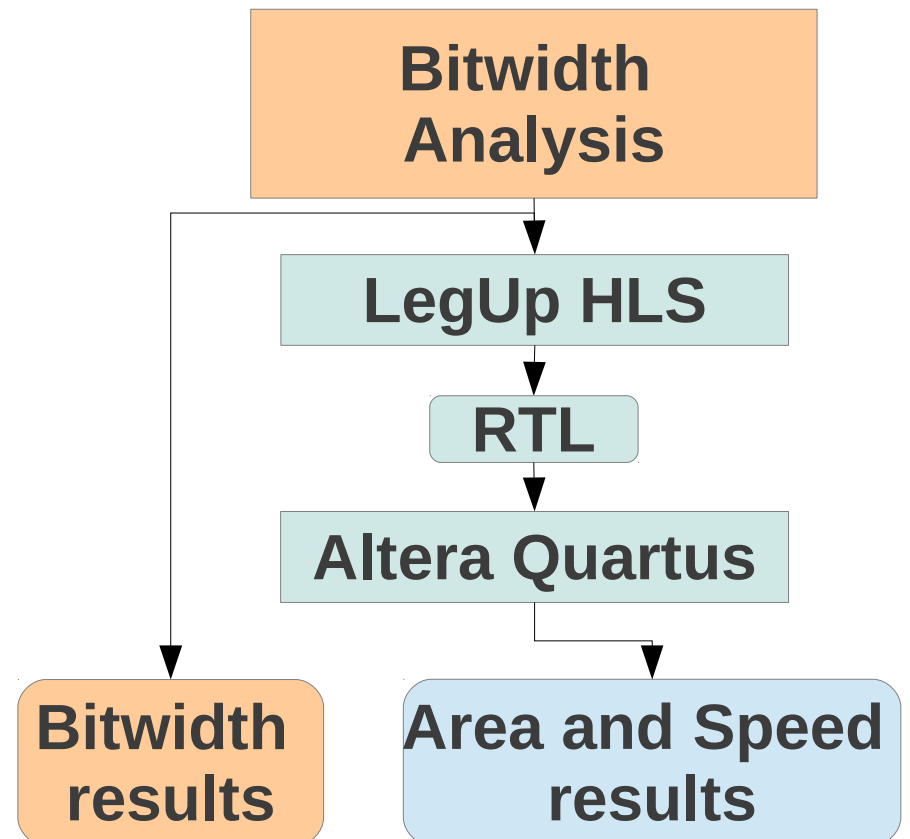 Bitwidth
Analysis
LegUp HLS
RTL
Altera Quartus
Bitwidth
results
Area and Speed
results